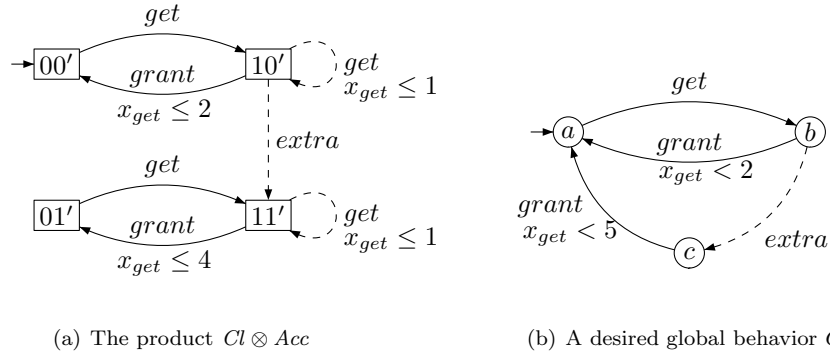 get
00′
10′
grant
x_get ≤ 2
get
x_get ≤ 1
extra
get
01′
11′
grant
x_get ≤ 4
get
x_get ≤ 1
get
a
b
grant
x_get < 2
grant
x_get < 5
extra
c
(a) The product Cl ⊗ Acc
(b) A desired global behavior